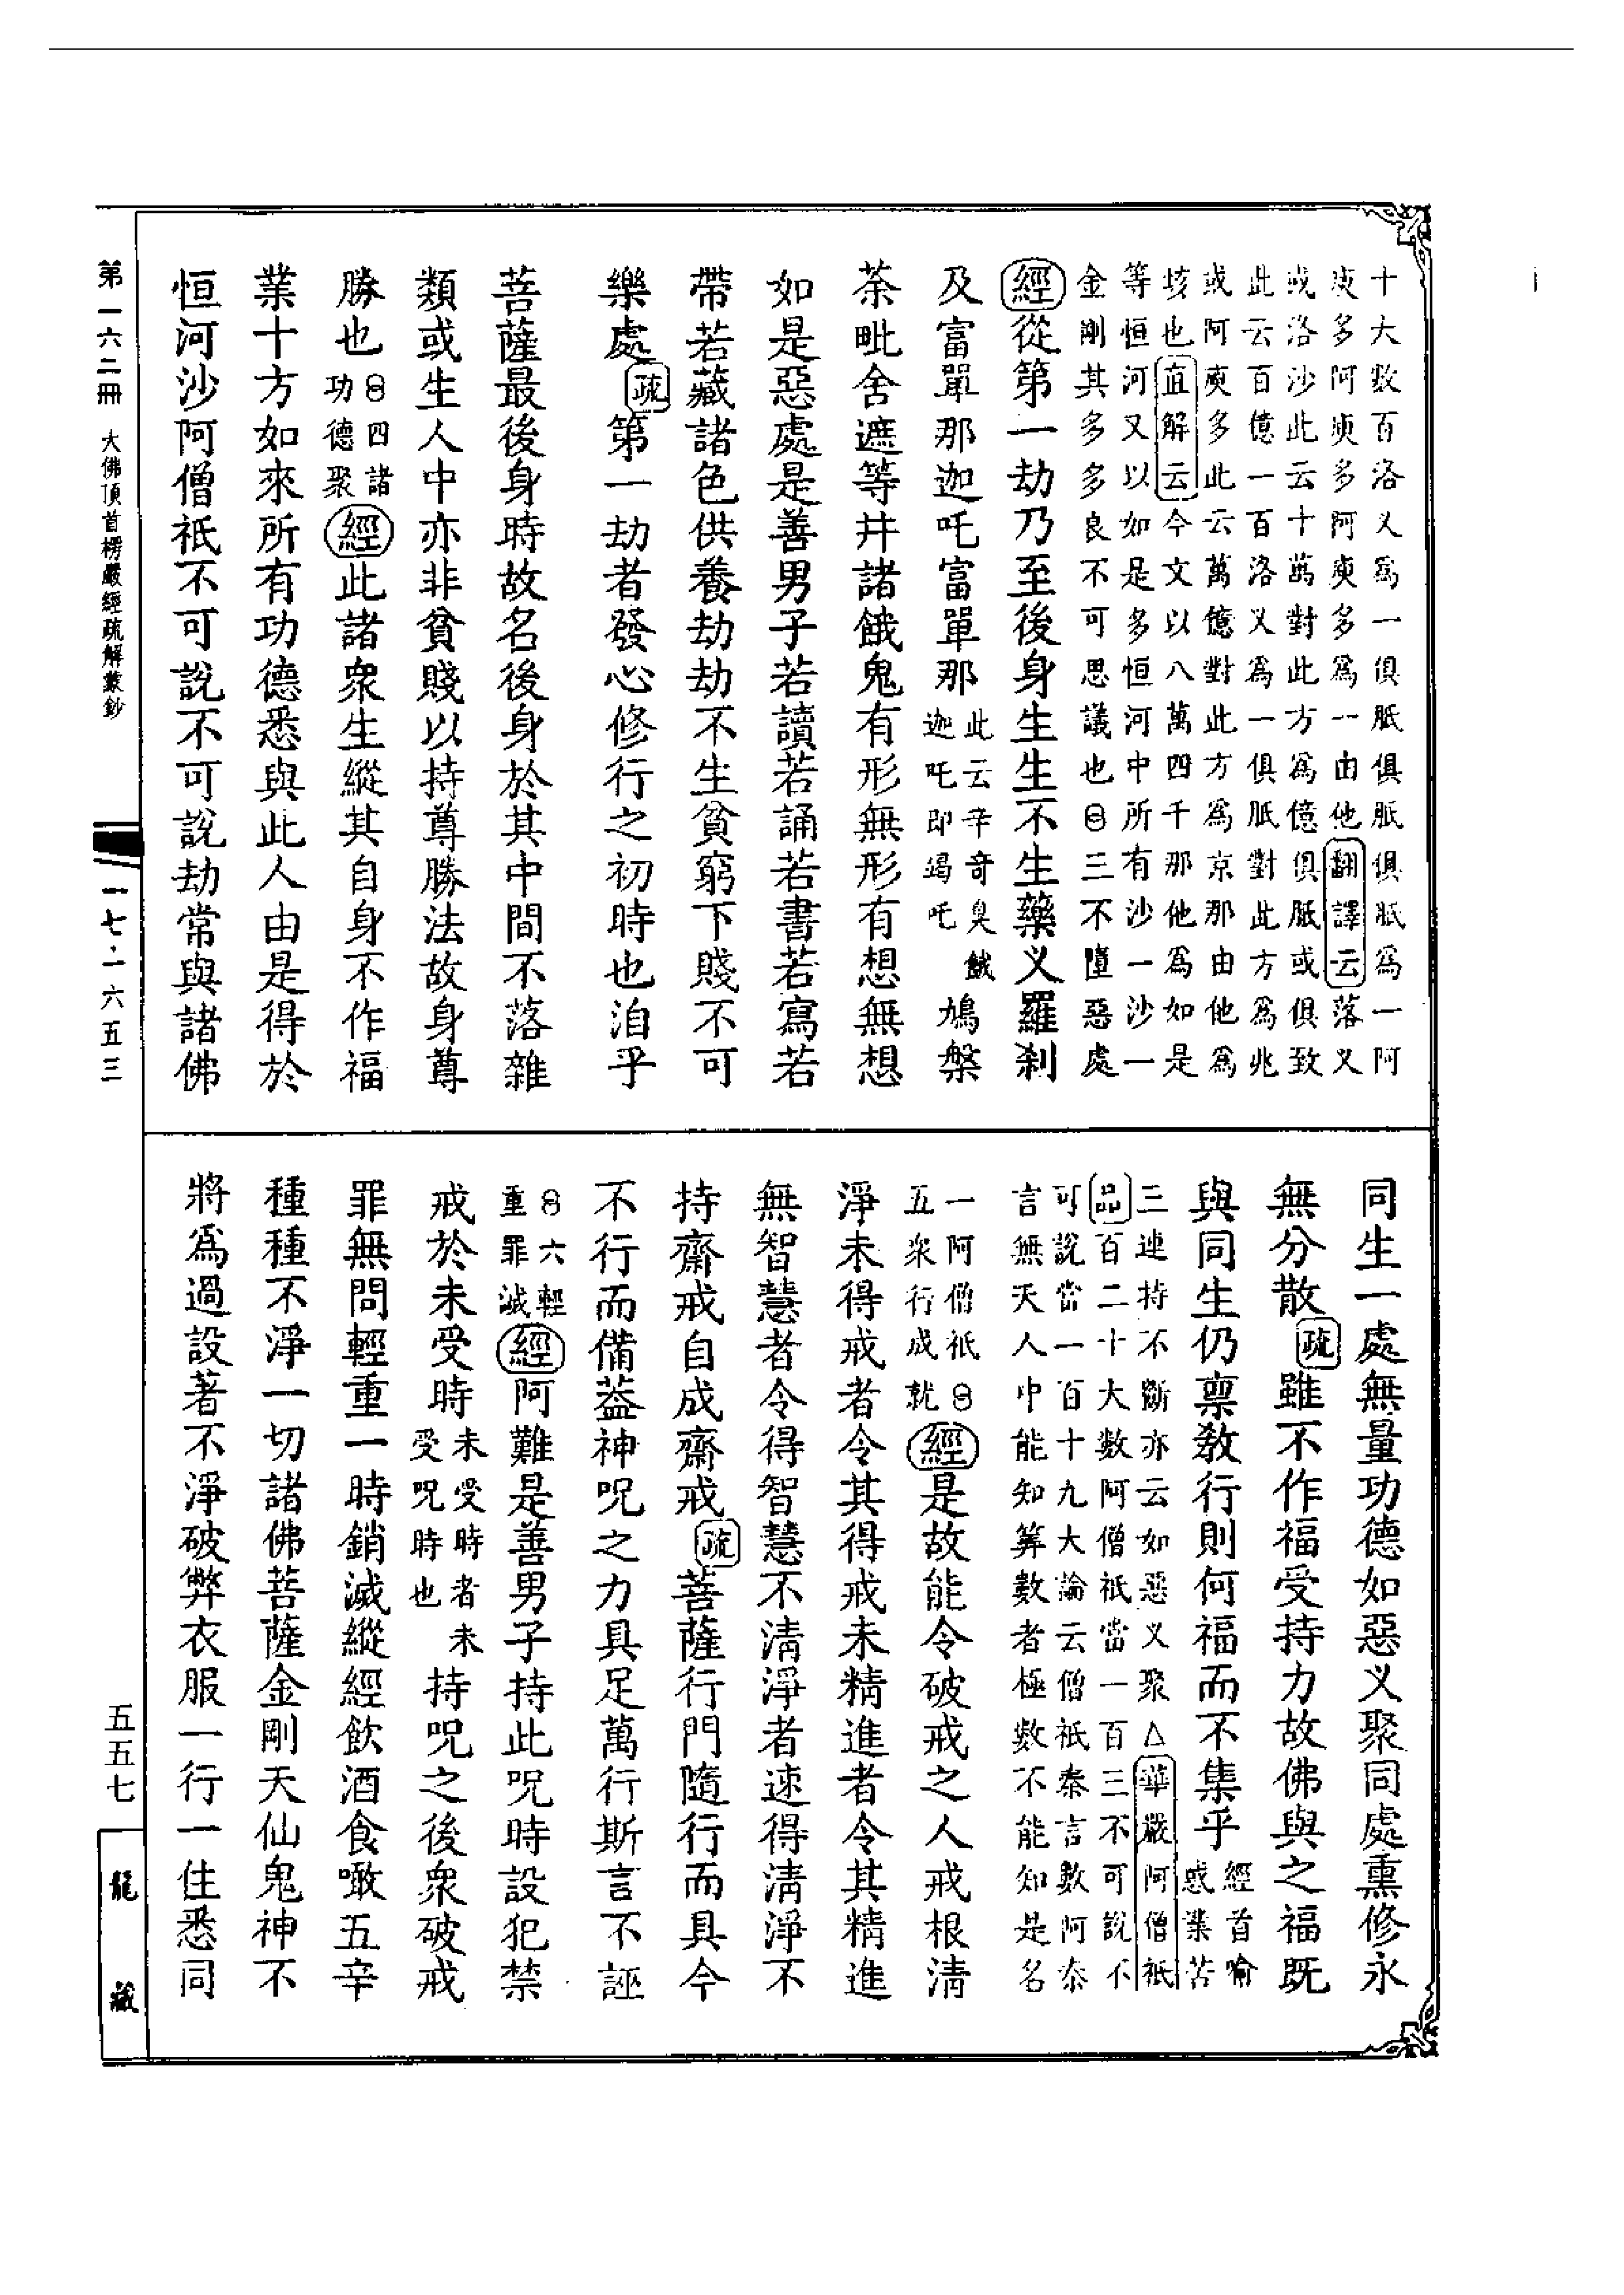 十大數百洛乂為一俱胝俱胝俱胝為一阿
庾多阿庾多阿庾多為一由他翻譯云落乂
或洛沙此云十萬對此方為億俱胝或俱致
此云百億一百洛乂為一俱胝對此方為兆
或阿庾多此云萬億對此方為京那由他為
垓也直解云今文以八萬四千那他為如是
等恒河又以如是多恒河中所有沙一沙一
金剛其多多良不可思議也㊀三不墮惡處
經從第一劫乃至後身生生不生藥乂羅剎
及富單那迦吒富單那
此云辛奇臭餓
迦吒即羯吒
鳩槃
茶毗舍遮等井諸餓鬼有形無形有想無想
如是惡處是善男子若讀若誦若書若寫若
帶若藏諸色供養劫劫不生貧窮下賤不可
樂處疏第一劫者發心修行之初時也洎乎
菩薩最後身時故名後身於其中間不落雜
類或生人中亦非貧賤以持尊勝法故身尊
勝也
㊀四諸
功德聚
經此諸衆生縱其自身不作福
業十方如來所有功德悉與此人由是得於
恒河沙阿僧祇不可說不可說劫常與諸佛
同生一處無量功德如惡乂聚同處熏修永
無分散疏雖不作福受持力故佛與之福既
與同生仍稟教行則何福而不集乎
經首喻
惑業苦
三連持不斷亦云如惡乂聚△華嚴阿僧祇
品百二十大數阿僧祇當一百三不可說不
可說當一百十九大論云僧祇秦言數阿泰
言無天人中能知筭數者極數不能知是名
一阿僧祇㊀
五衆行成就
經是故能令破戒之人戒根清
淨未得戒者令其得戒未精進者令其精進
無智慧者令得智慧不清淨者速得清淨不
持齋戒自成齋戒疏菩薩行門隨行而具今
不行而備葢神呪之力具足萬行斯言不誣
㊀六輕
重罪滅
經阿難是善男子持此呪時設犯禁
戒於未受時
未受時者未
受呪時也
持呪之後衆破戒
罪無問輕重一時銷滅縱經飲酒食噉五辛
種種不淨一切諸佛菩薩金剛天仙鬼神不
將為過設著不淨破弊衣服一行一住悉同
第一六二冊 大佛頂首楞嚴經疏解蒙鈔
一七·一六五三
五五七
龍藏